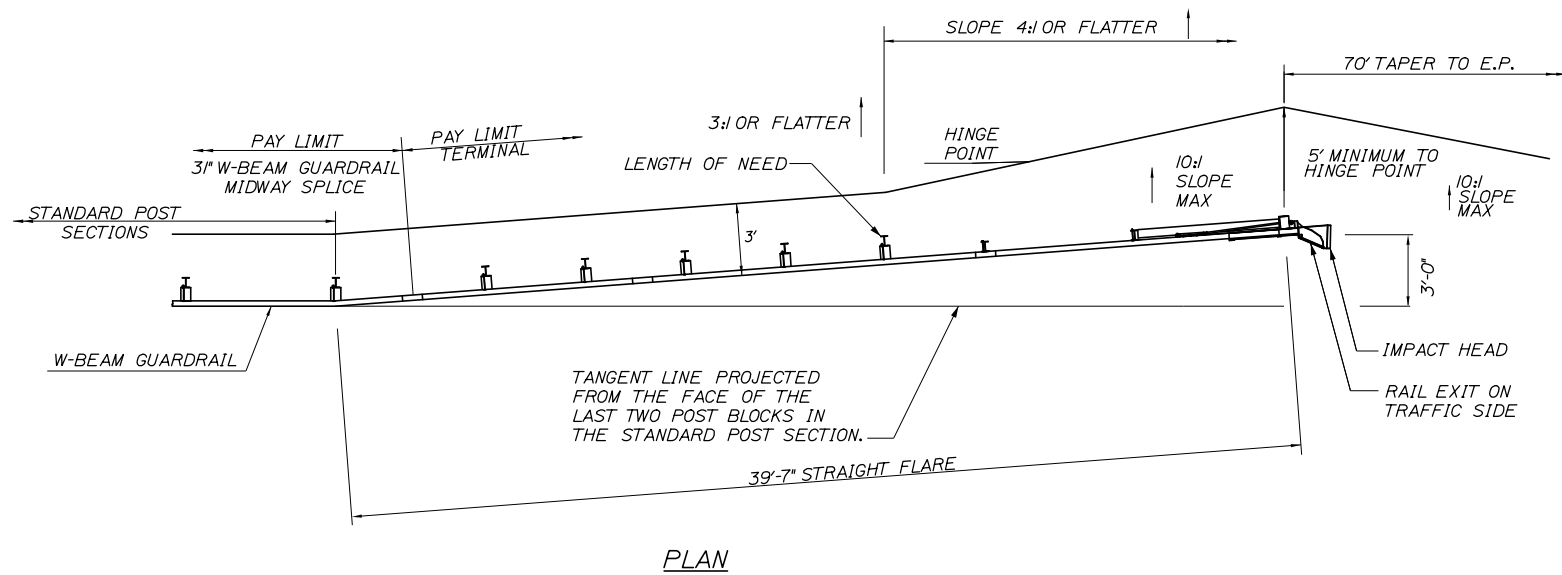 SLOPE 4:1 OR FLATTER
70' TAPER TO E.P.
3:1 OR FLATTER
HINGE
POINT
PAY LIMIT
31" W-BEAM GUARDRAIL
MIDWAY SPLICE
PAY LIMIT
TERMINAL
LENGTH OF NEED
10:1
SLOPE
MAX
5' MINIMUM TO
HINGE POINT
10:1
SLOPE
MAX
STANDARD POST
SECTIONS
3'
3'-0"
W-BEAM GUARDRAIL
IMPACT HEAD
RAIL EXIT ON
TRAFFIC SIDE
TANGENT LINE PROJECTED
FROM THE FACE OF THE
LAST TWO POST BLOCKS IN
THE STANDARD POST SECTION.
39'-7" STRAIGHT FLARE
PLAN